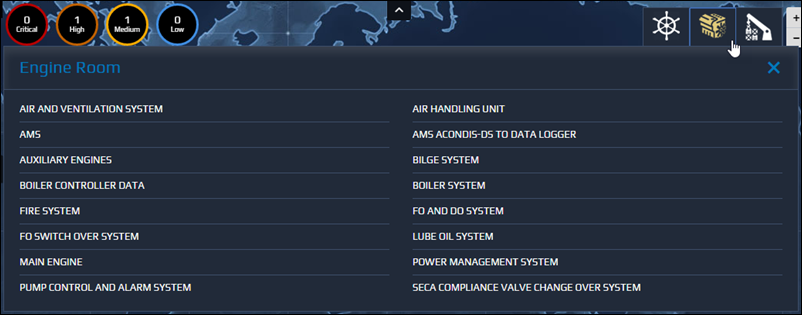 0 1 1 0
Critical High Medium Low
+
−
Engine Room
AIR AND VENTILATION SYSTEM
AIR HANDLING UNIT
AMS
AMS ACONDIS-DS TO DATA LOGGER
AUXILIARY ENGINES
BILGE SYSTEM
BOILER CONTROLLER DATA
BOILER SYSTEM
FIRE SYSTEM
FO AND DO SYSTEM
FO SWITCH OVER SYSTEM
LUBE OIL SYSTEM
MAIN ENGINE
POWER MANAGEMENT SYSTEM
PUMP CONTROL AND ALARM SYSTEM
SECA COMPLIANCE VALVE CHANGE OVER SYSTEM